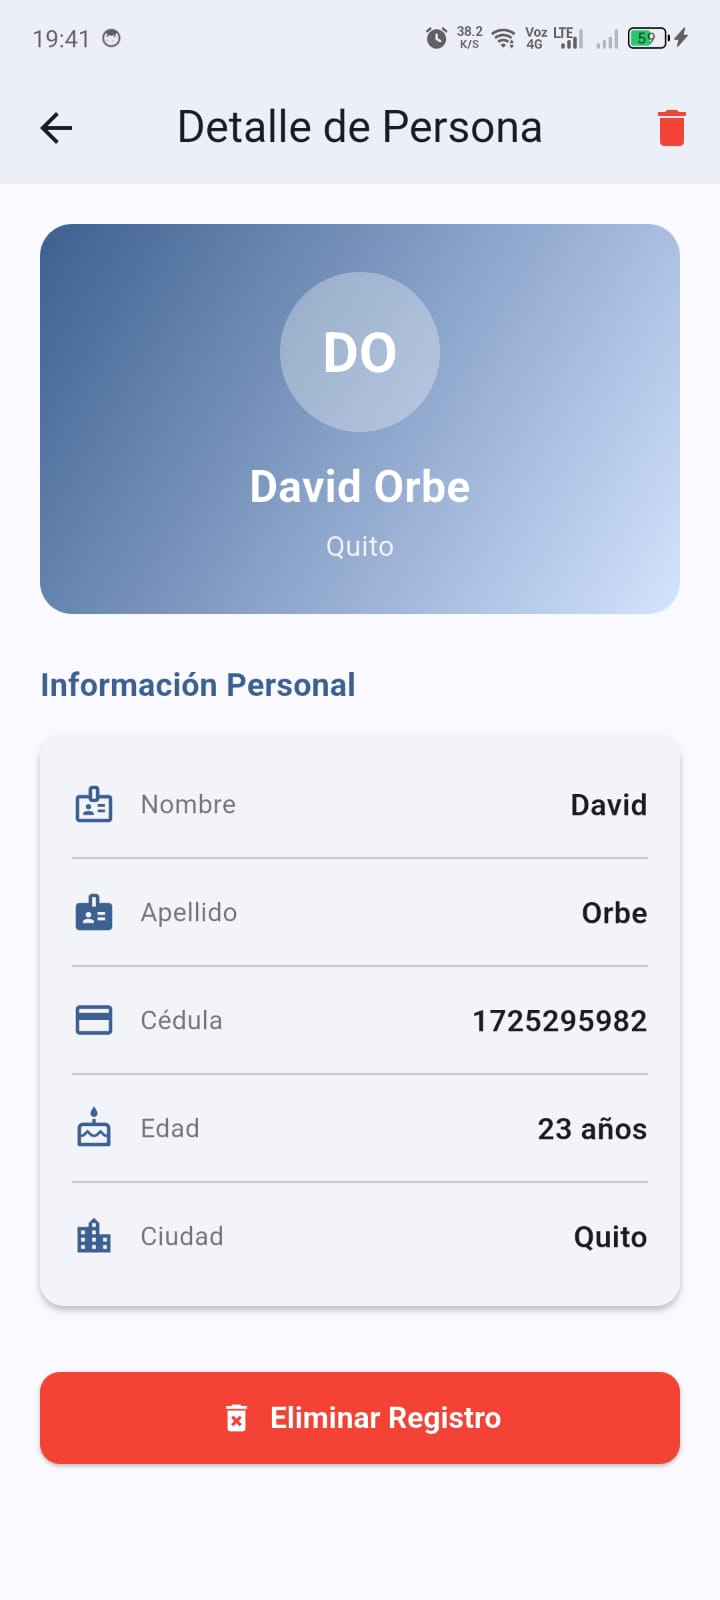 19:41 38.2 K/S Voz 4G LTE 59
Detalle de Persona
DO
David Orbe
Quito
Información Personal
Nombre David
Apellido Orbe
Cédula 1725295982
Edad 23 años
Ciudad Quito
Eliminar Registro